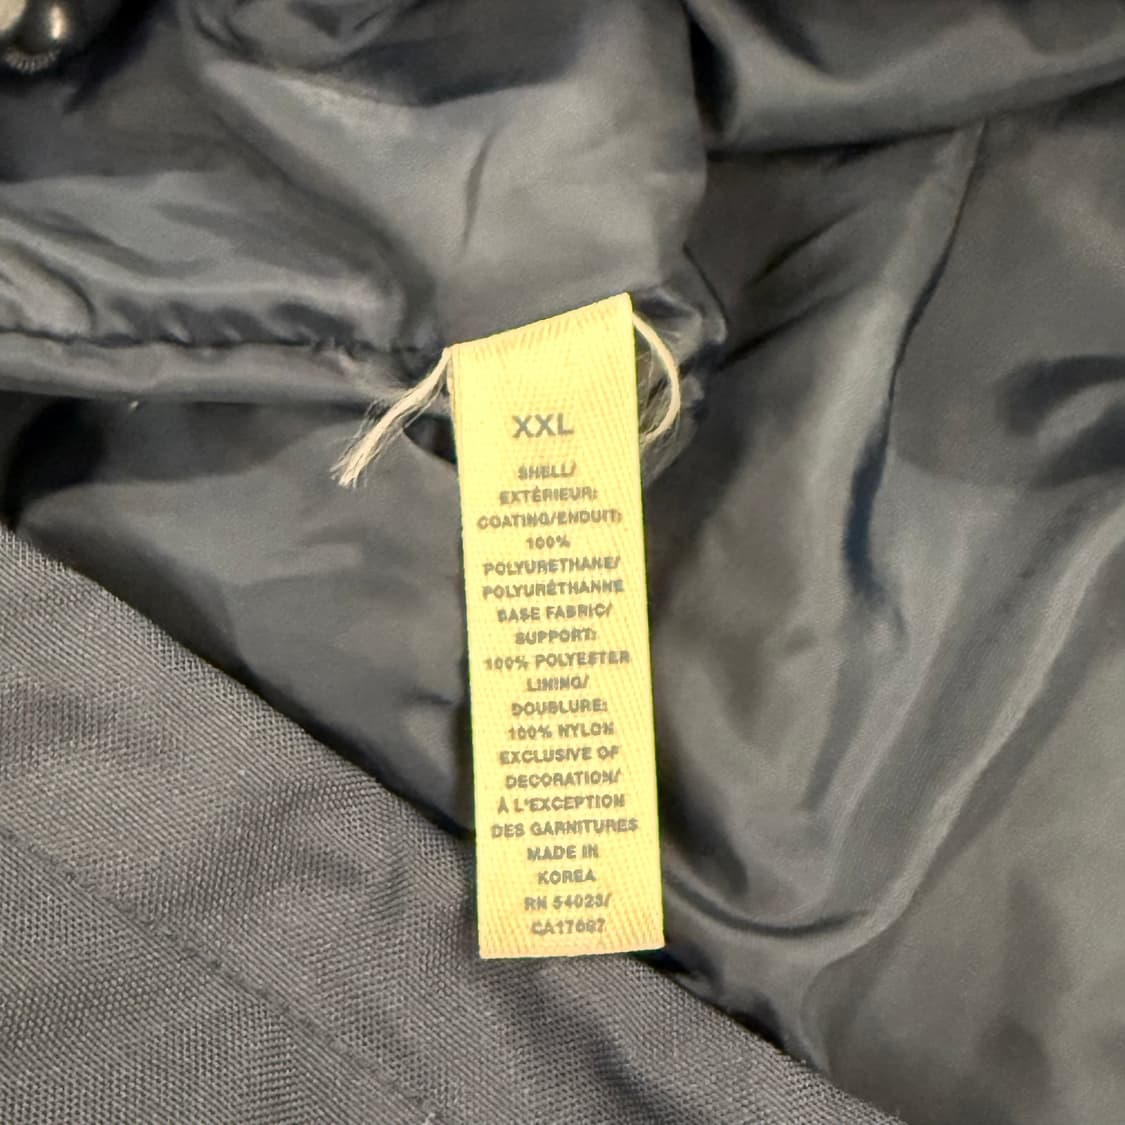 XXL
SHELL/
EXTÉRIEUR:
COATING/ENDUIT:
100%
POLYURETHANE/
POLYURÉTHANNE
BASE FABRIC/
SUPPORT:
100% POLYESTER
LINING/
DOUBLURE:
100% NYLON
EXCLUSIVE OF
DECORATION/
À L'EXCEPTION
DES GARNITURES
MADE IN
KOREA
RN 54023/